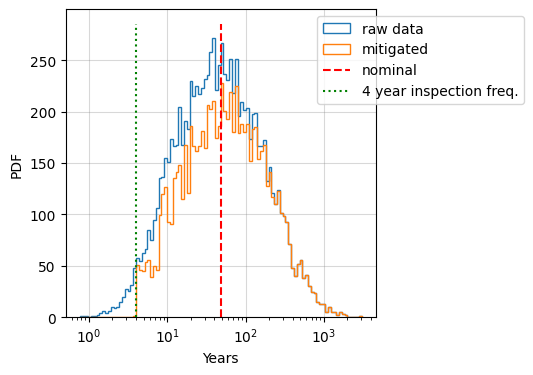 raw data
mitigated
nominal
4 year inspection freq.
250
200
150
100
50
0
PDF
10⁰
10¹
10²
10³
Years